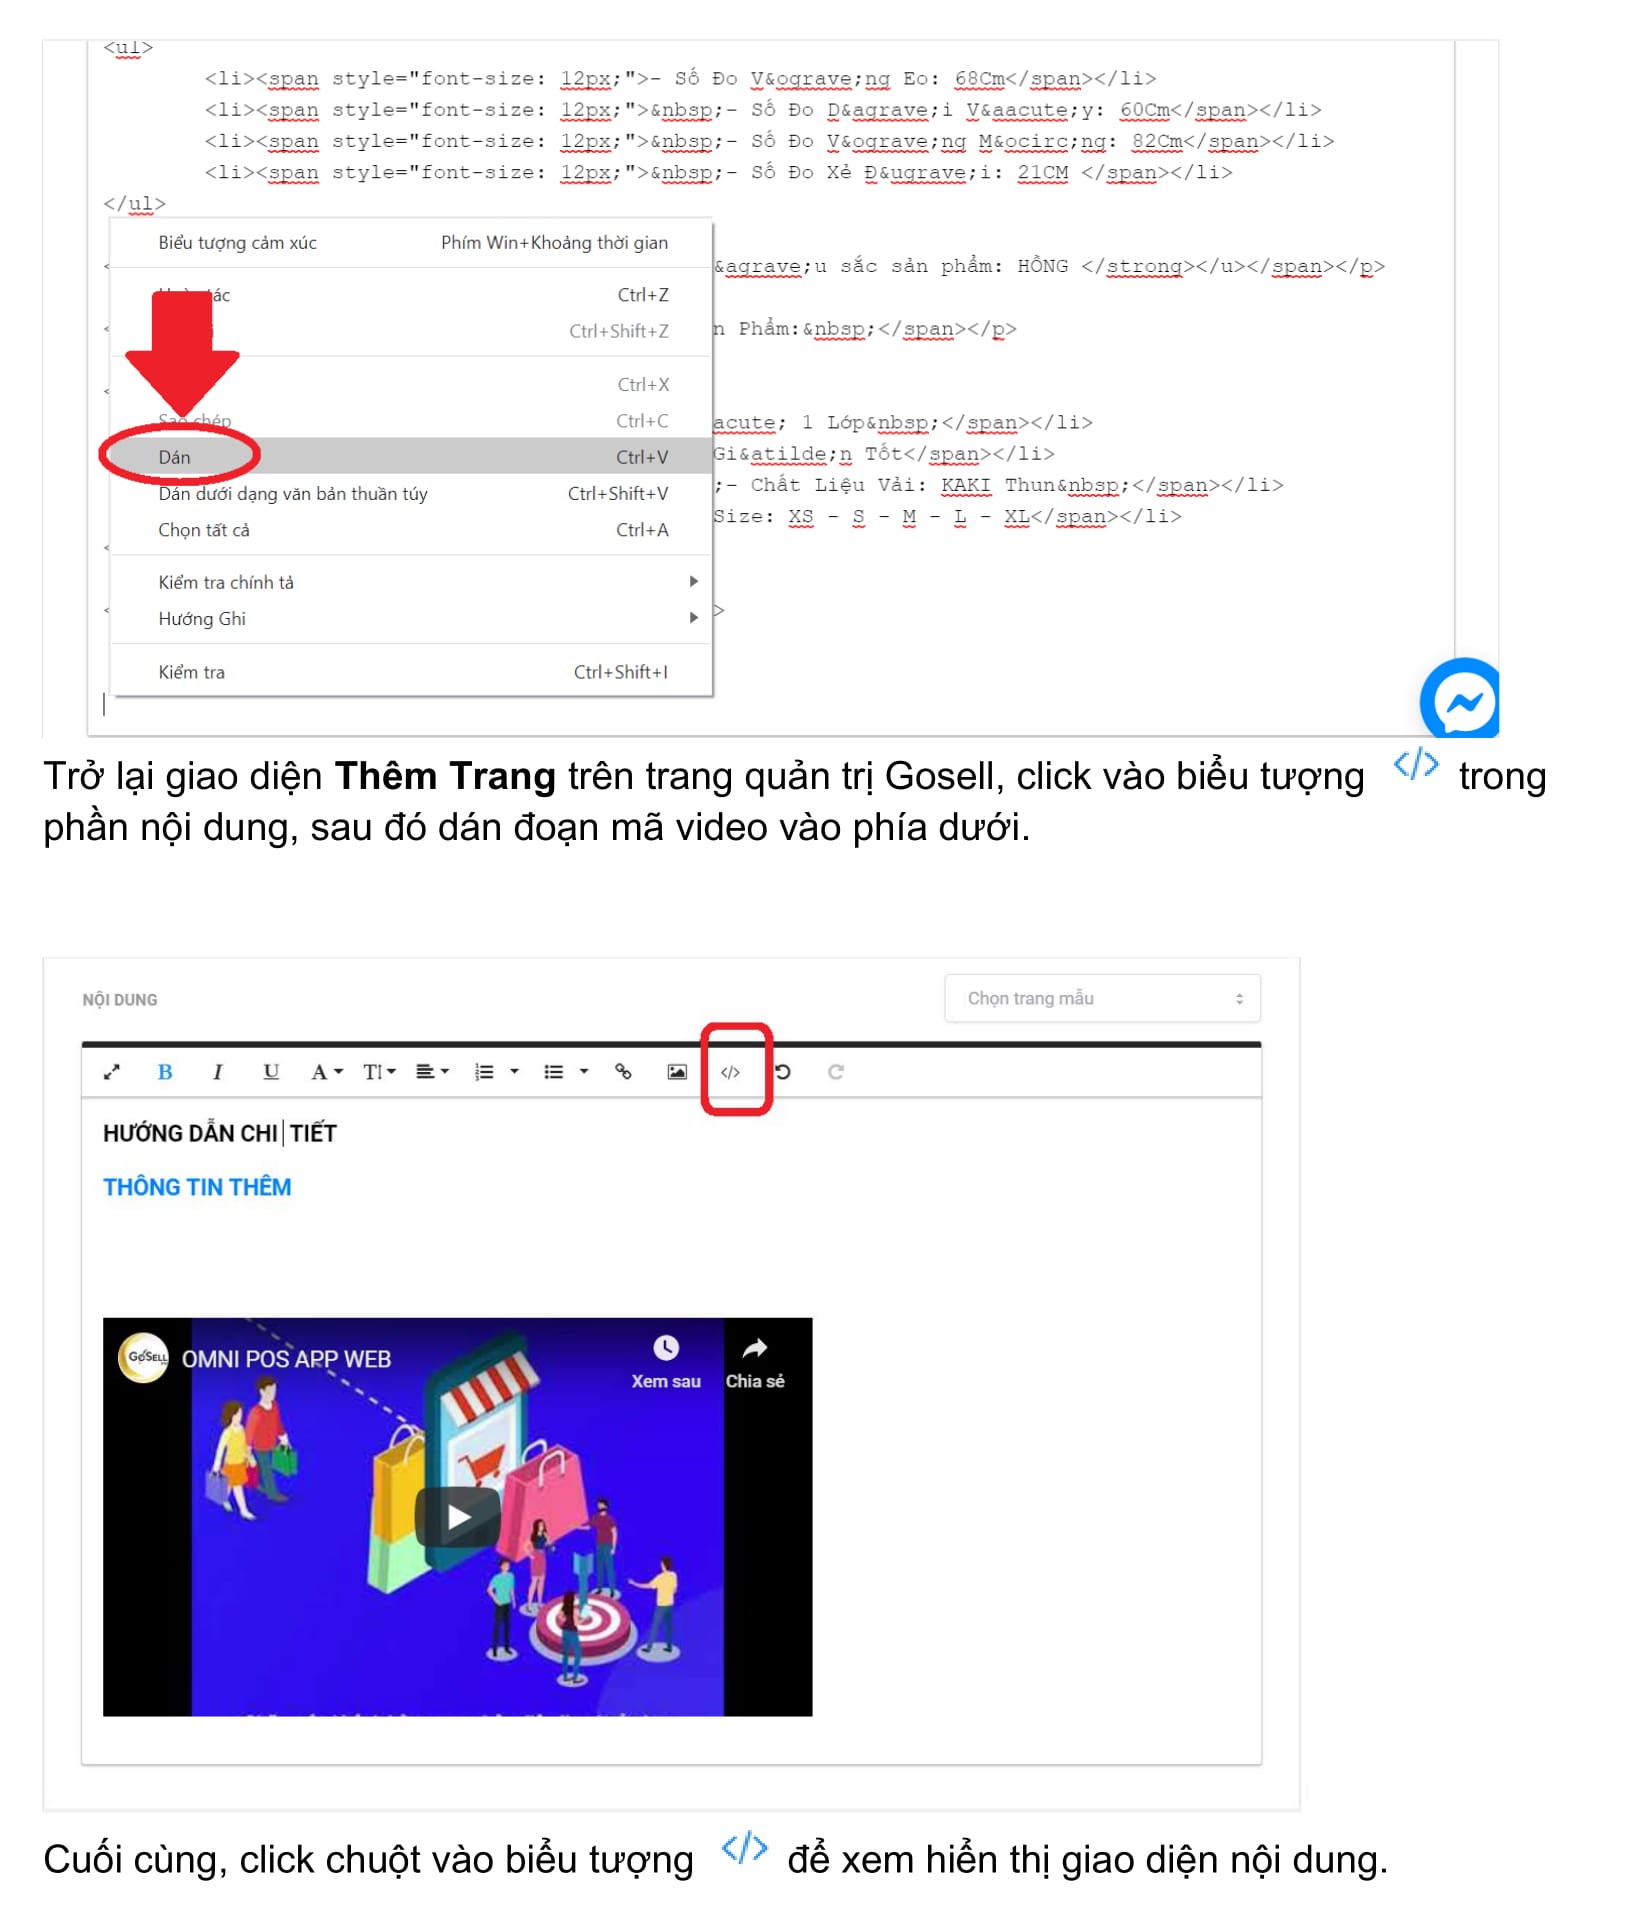 <ul>
<li><span style="font-size: 12px;">- Số Đo V&ograve;ng Eo: 68Cm</span></li>
<li><span style="font-size: 12px;">&nbsp;- Số Đo D&agrave;i V&aacute;y: 60Cm</span></li>
<li><span style="font-size: 12px;">&nbsp;- Số Đo V&ograve;ng M&ocirc;ng: 82Cm</span></li>
<li><span style="font-size: 12px;">&nbsp;- Số Đo Xẻ Đ&ugrave;i: 21CM </span></li>
</ul>
Biểu tượng cảm xúc Phím Win+Khoảng thời gian
&agrave;u sắc sản phẩm: HỒNG </strong></u></span></p>
Ctrl+Z
Ctrl+Shift+Z
n Phẩm:&nbsp;</span></p>
Ctrl+X
Sao chép Ctrl+C
acute; 1 Lớp&nbsp;</span></li>
Dán Ctrl+V
Gi&atilde;n Tốt</span></li>
Dán dưới dạng văn bản thuần túy Ctrl+Shift+V
;- Chất Liệu Vải: KAKI Thun&nbsp;</span></li>
Chọn tất cả Ctrl+A
Size: XS - S - M - L - XL</span></li>
Kiểm tra chính tả
Hướng Ghi
>
Kiểm tra Ctrl+Shift+I
Trở lại giao diện Thêm Trang trên trang quản trị Gosell, click vào biểu tượng </> trong
phần nội dung, sau đó dán đoạn mã video vào phía dưới.
NỘI DUNG Chọn trang mẫu
B I U A T </>
HƯỚNG DẪN CHI TIẾT
THÔNG TIN THÊM
GoSELL OMNI POS APP WEB
Xem sau Chia sẻ
Cuối cùng, click chuột vào biểu tượng </> để xem hiển thị giao diện nội dung.